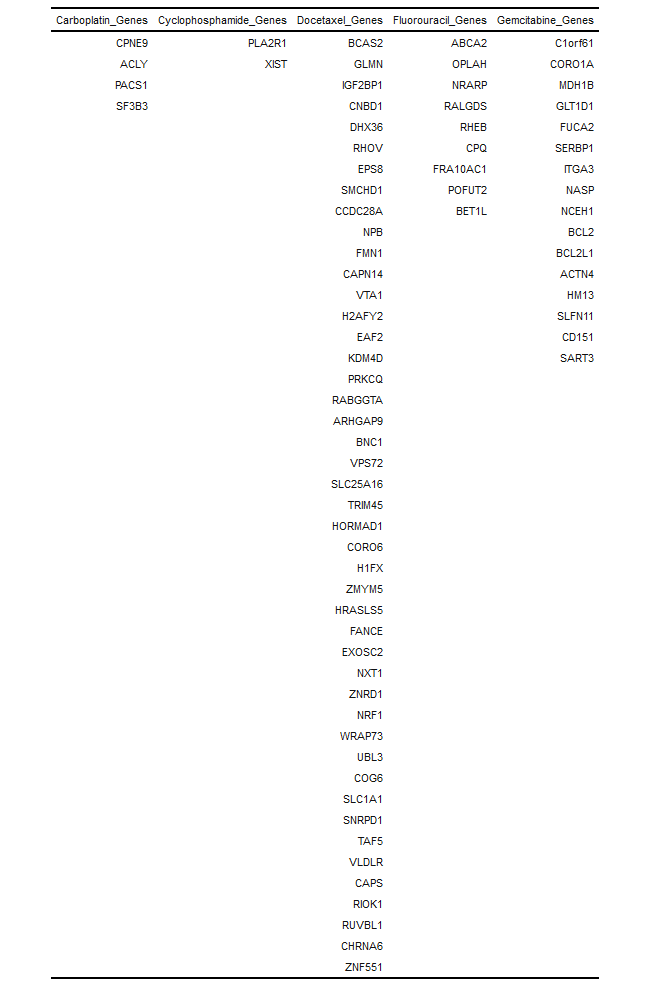 Carboplatin_Genes Cyclophosphamide_Genes Docetaxel_Genes Fluorouracil_Genes Gemcitabine_Genes
CPNE9 PLA2R1 BCAS2 ABCA2 C1orf61
ACLY XIST GLMN OPLAH CORO1A
PACS1 IGF2BP1 NRARP MDH1B
SF3B3 CNBD1 RALGDS GLT1D1
DHX36 RHEB FUCA2
RHOV CPQ SERBP1
EPS8 FRA10AC1 ITGA3
SMCHD1 POFUT2 NASP
CCDC28A BET1L NCEH1
NPB BCL2
FMN1 BCL2L1
CAPN14 ACTN4
VTA1 HM13
H2AFY2 SLFN11
EAF2 CD151
KDM4D SART3
PRKCQ
RABGGTA
ARHGAP9
BNC1
VPS72
SLC25A16
TRIM45
HORMAD1
CORO6
H1FX
ZMYM5
HRASLS5
FANCE
EXOSC2
NXT1
ZNRD1
NRF1
WRAP73
UBL3
COG6
SLC1A1
SNRPD1
TAF5
VLDLR
CAPS
RIOK1
RUVBL1
CHRNA6
ZNF551